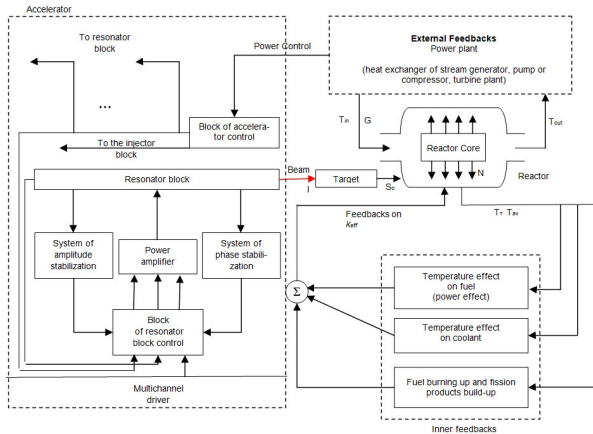 Accelerator
To resonator
block
Power Control
External Feedbacks
Power plant
(heat exchanger of stream generator, pump or
compressor, turbine plant)
...
Block of accelera-
tor control
To the injector
block
Tin
G
Tout
Reactor Core
N
Reactor
Resonator block
Beam
I
Target
S₀
Feedbacks on
keff
TT Tav
System of
amplitude
stabilization
Power
amplifier
System of
phase stabili-
zation
Σ
Temperature effect
on fuel
(power effect)
Block
of resonator
block control
Temperature effect
on coolant
Fuel burning up and fission
products build-up
Multichannel
driver
Inner feedbacks